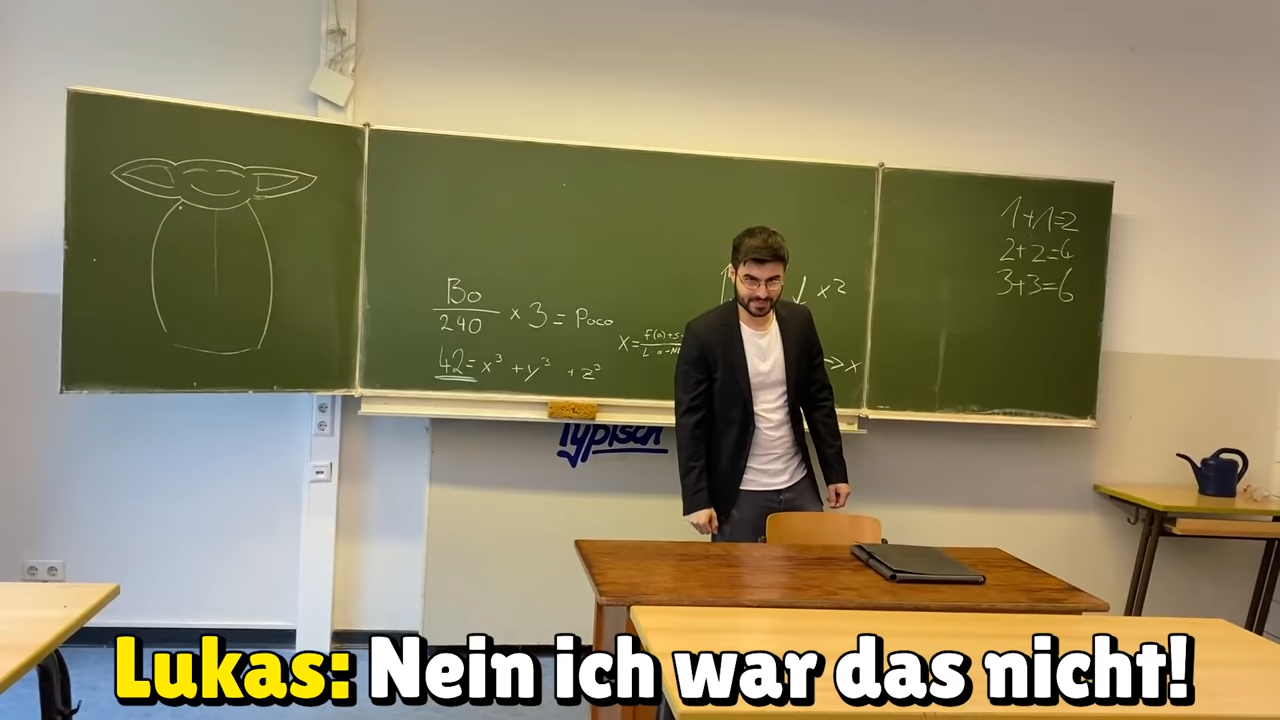 1+1=2
2+2=4
3+3=6
Bo
240
× 3 = Poco
42 = x³ + y³ + z³
x²
X=
→ x
Typisch
Lukas: Nein ich war das nicht!